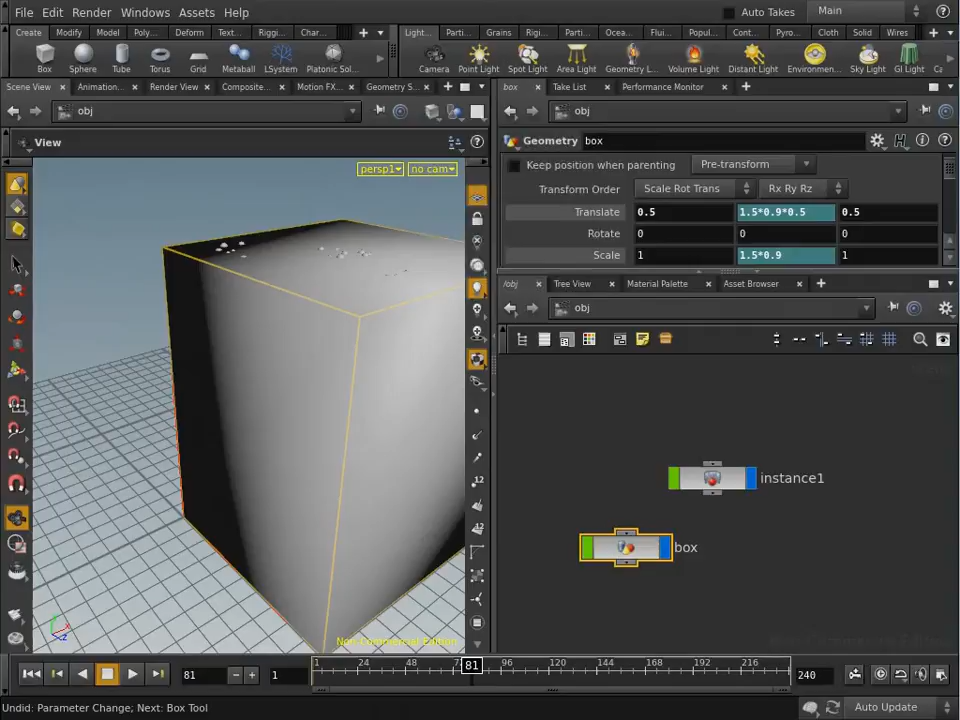 File Edit Render Windows Assets Help Auto Takes Main
Create Modify Model Poly... Deform Text... Riggi... Char... Light... Parti... Grains Rigi... Parti... Ocea... Flui... Popul... Cont... Pyro... Cloth Solid Wires
Box Sphere Tube Torus Grid Metaball LSystem Platonic Sol... Camera Point Light Spot Light Area Light Geometry L... Volume Light Distant Light Environmen... Sky Light GI Light Ca
Scene View Animation... Render View Composite... Motion FX... Geometry S... box Take List Performance Monitor
obj obj
View Geometry box
persp1 no cam Keep position when parenting Pre-transform
Transform Order Scale Rot Trans Rx Ry Rz
Translate 0.5 1.5*0.9*0.5 0.5
Rotate 0 0 0
Scale 1 1.5*0.9 1
/obj Tree View Material Palette Asset Browser
obj
instance1
box
12
12
Non-Commercial Edition
81 1 1 24 48 72 81 96 120 144 168 192 216 240
Undo: Parameter Change; Next: Box Tool Auto Update